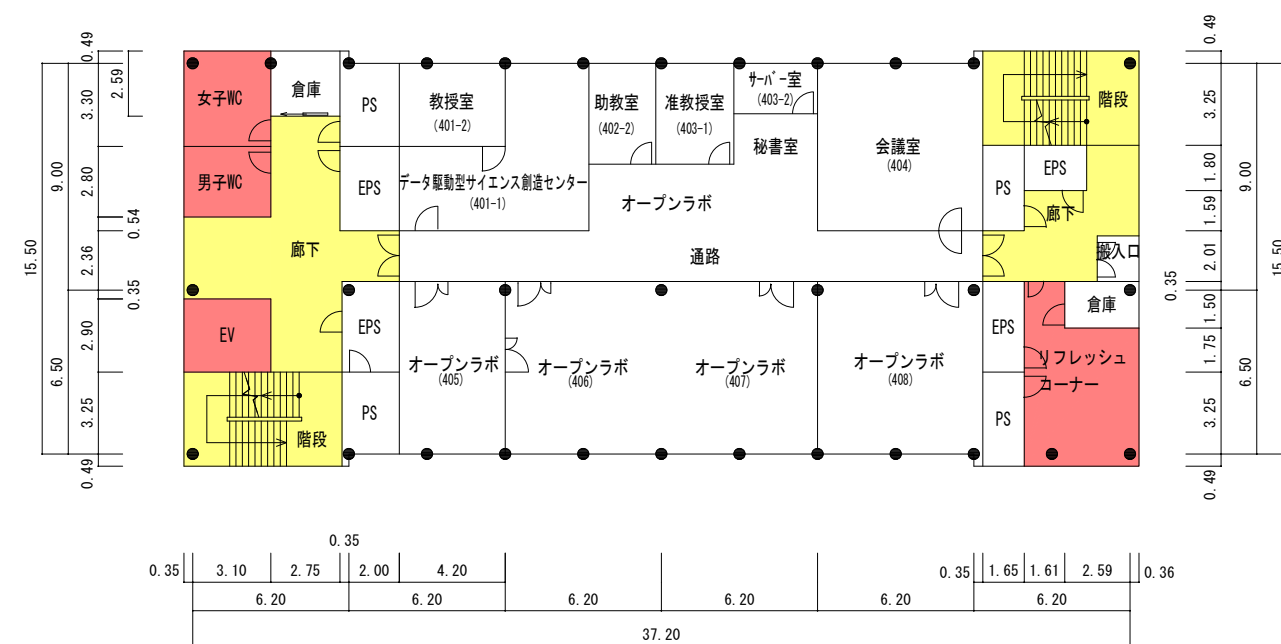 女子WC
倉庫
PS
教授室
(401-2)
助教室
(402-2)
准教授室
(403-1)
サーバー室
(403-2)
秘書室
会議室
(404)
階段
男子WC
EPS
データ駆動型サイエンス創造センター
(401-1)
オープンラボ
PS
EPS
廊下
廊下
通路
搬入口
EV
EPS
オープンラボ
(405)
オープンラボ
(406)
オープンラボ
(407)
オープンラボ
(408)
EPS
倉庫
リフレッシュ
コーナー
階段
PS
PS
0.49
3.30
2.59
2.80
0.54
2.36
0.35
2.90
3.25
0.49
9.00
6.50
15.50
0.49
3.25
1.80
1.59
2.01
0.35
1.50
1.75
3.25
0.49
9.00
6.50
15.50
0.35
0.35
3.10
2.75
2.00
4.20
0.35
1.65
1.61
2.59
0.36
6.20
6.20
6.20
6.20
6.20
6.20
37.20